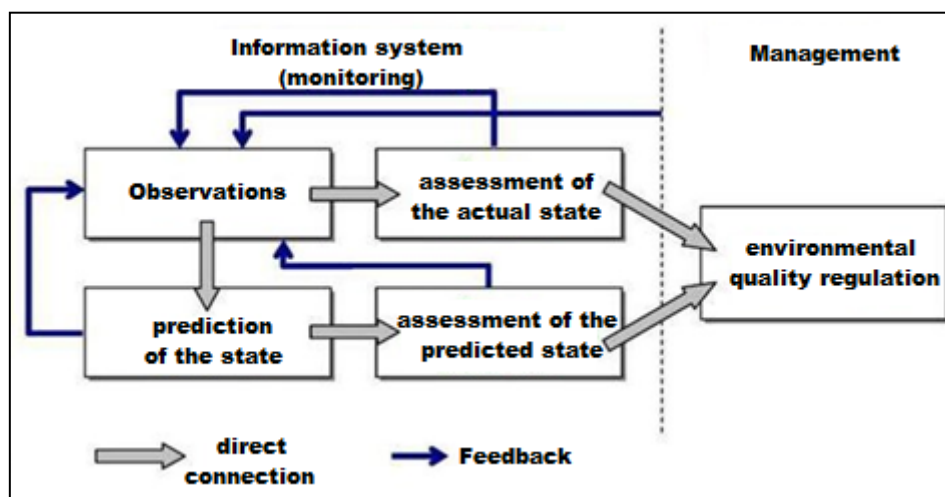 Information system
(monitoring)
Management
Observations
assessment of
the actual state
environmental
quality regulation
prediction
of the state
assessment of the
predicted state
direct
connection
Feedback